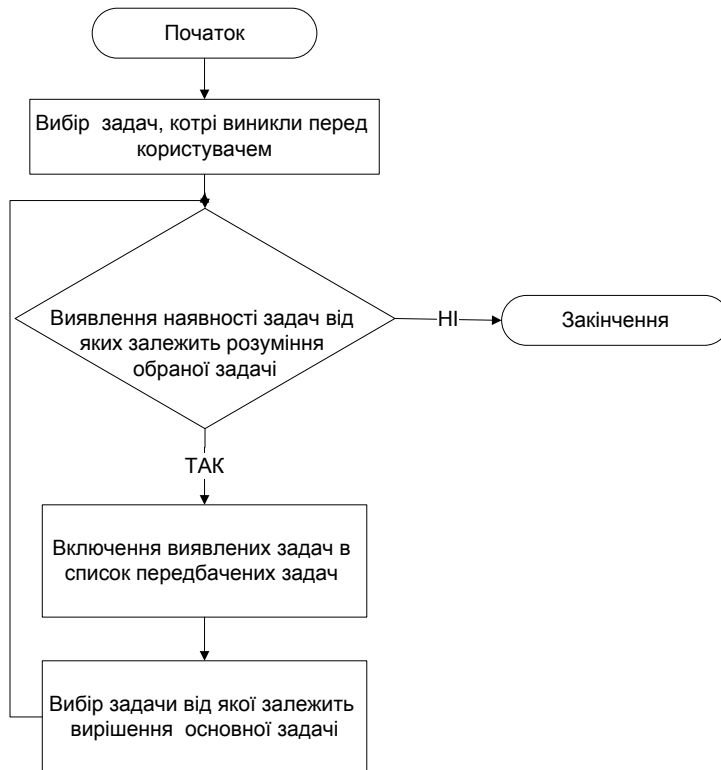 Початок
Вибір задач, котрі виникли перед
користувачем
Виявлення наявності задач від
яких залежить розуміння
обраної задачі
НІ
Закінчення
ТАК
Включення виявлених задач в
список передбачених задач
Вибір задачи від якої залежить
вирішення основної задачі